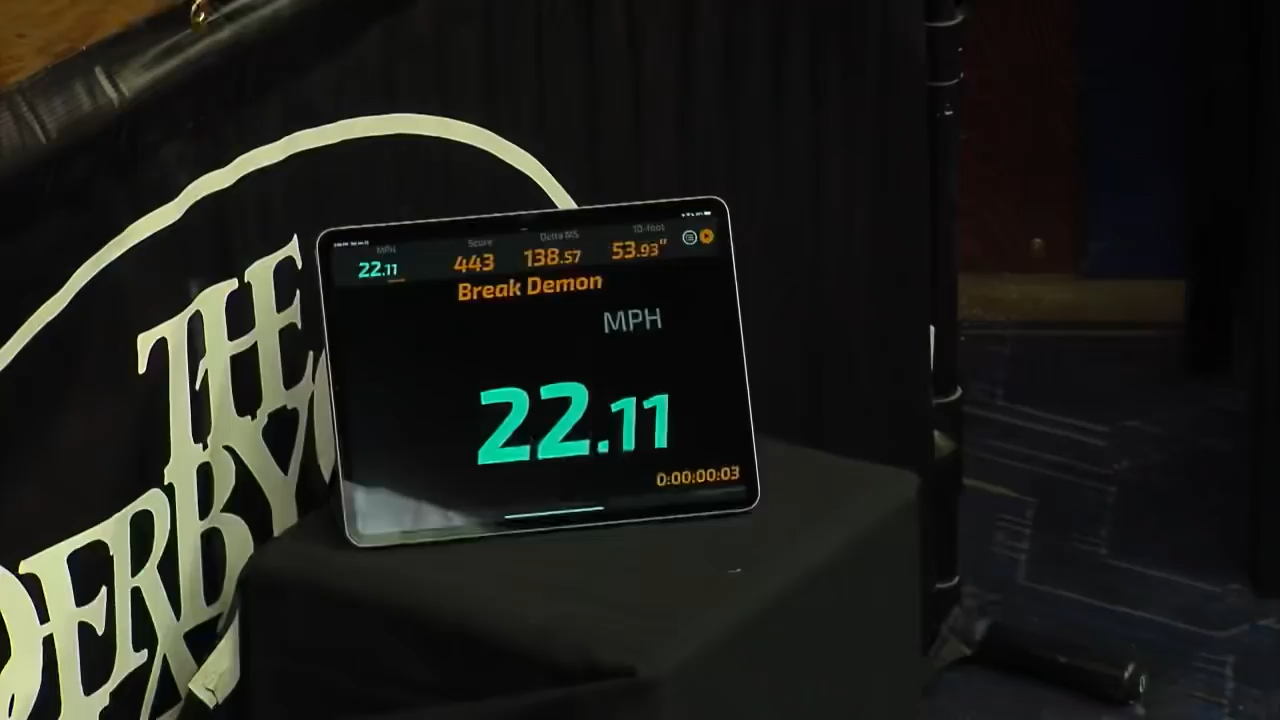 MPH Score Delta MS 10-foot
22.11 443 138.57 53.93"
Break Demon
MPH
22.11
0:00:00:03
THE
DERBY